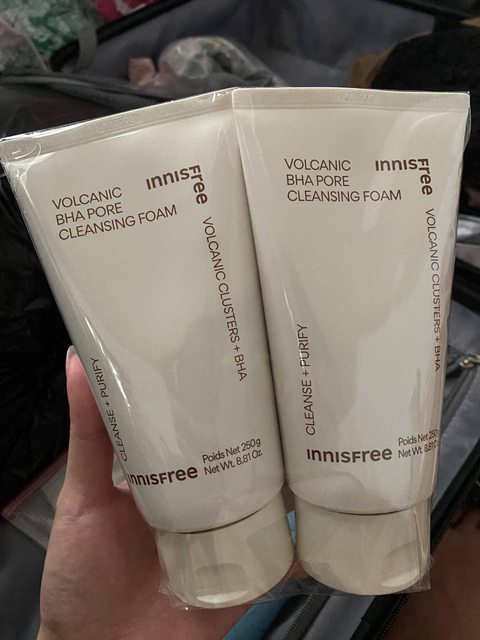 VOLCANIC
BHA PORE
CLEANSING FOAM
INNISFree
VOLCANIC CLUSTERS + BHA
CLEANSE + PURIFY
INNISFree
Poids Net 250g
Net Wt. 8.81 Oz.
VOLCANIC
BHA PORE
CLEANSING FOAM
INNISFree
VOLCANIC CLUSTERS + BHA
CLEANSE + PURIFY
INNISFree
Poids Net 250
Net Wt. 8.81 Oz